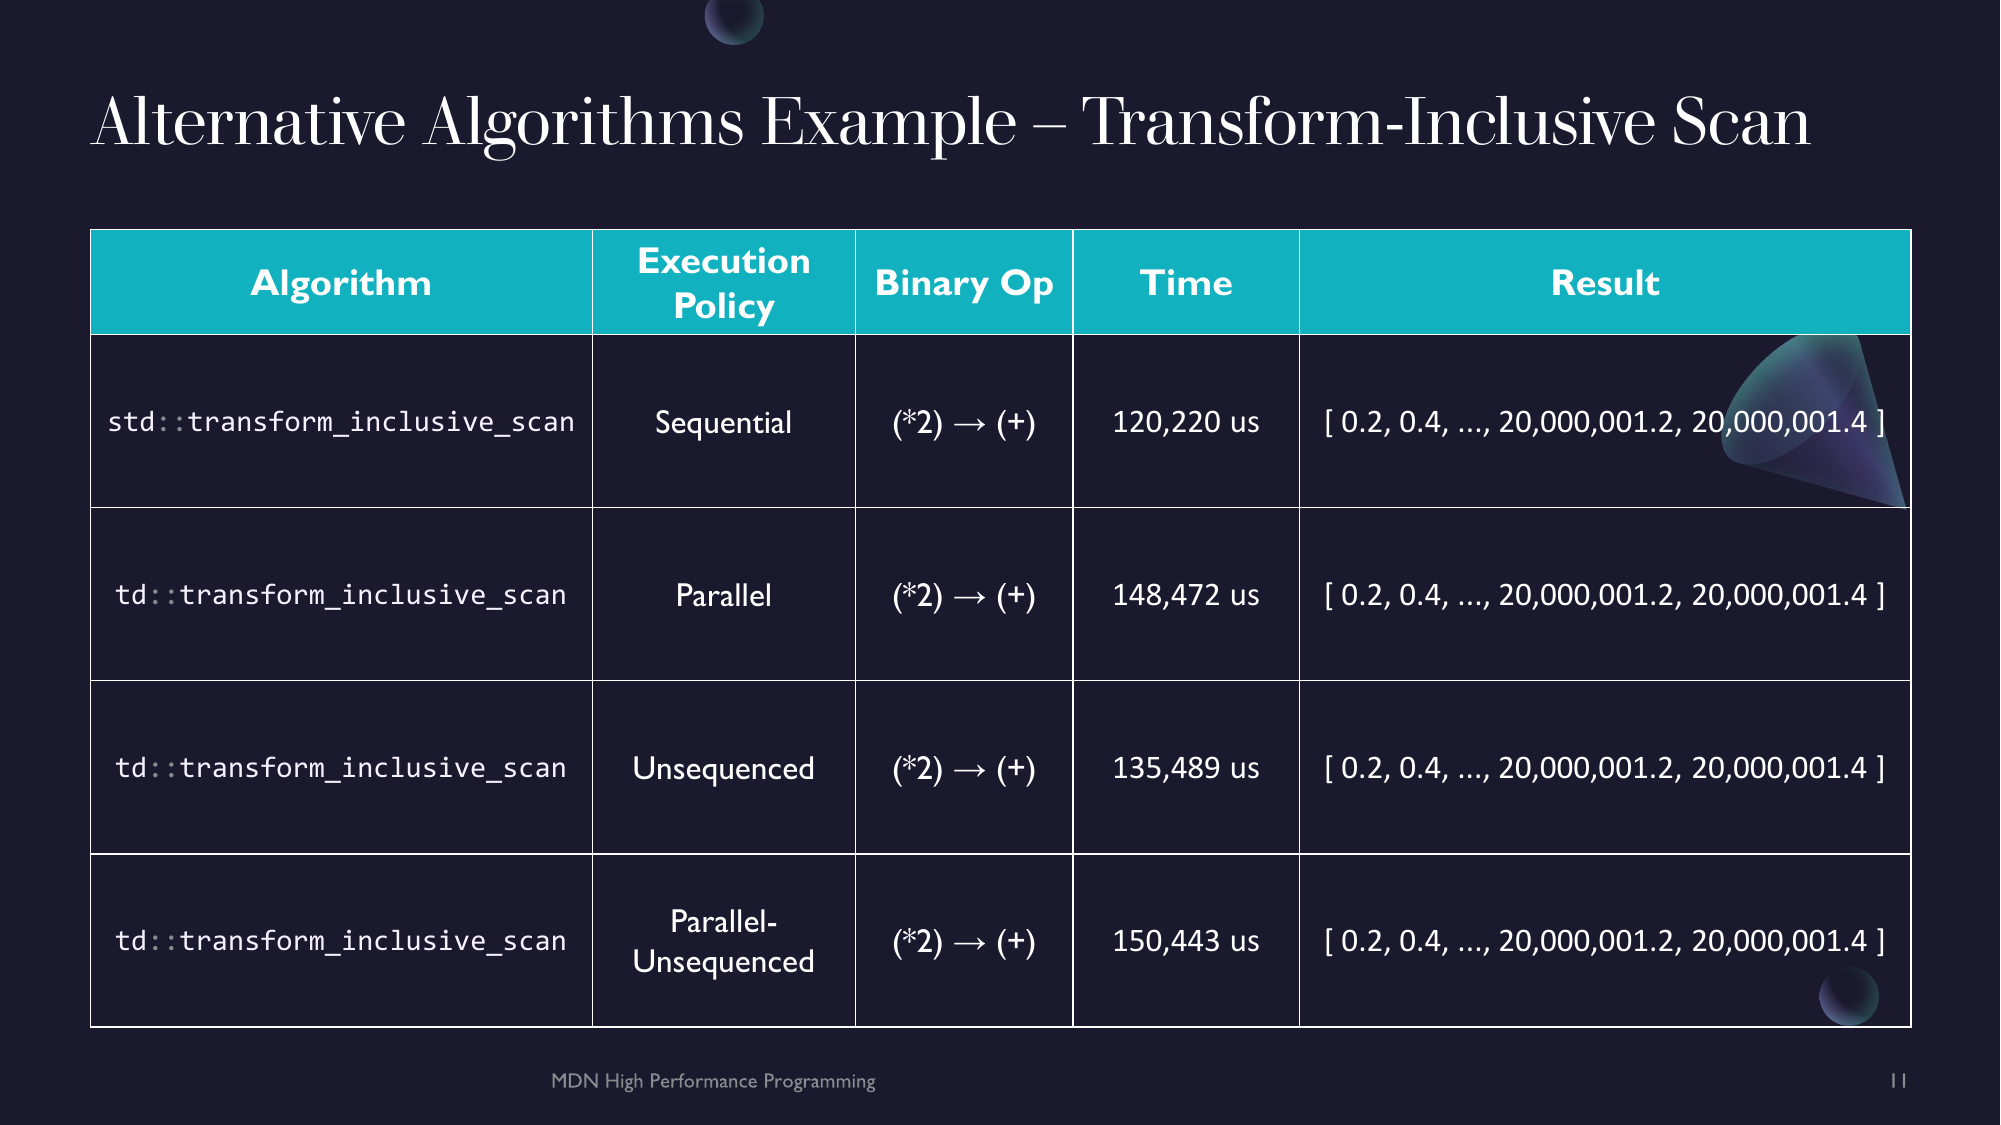 Alternative Algorithms Example – Transform-Inclusive Scan
Algorithm
Execution
Policy
Binary Op
Time
Result
std::transform_inclusive_scan
Sequential
(*2) → (+)
120,220 us
[ 0.2, 0.4, ..., 20,000,001.2, 20,000,001.4 ]
td::transform_inclusive_scan
Parallel
(*2) → (+)
148,472 us
[ 0.2, 0.4, ..., 20,000,001.2, 20,000,001.4 ]
td::transform_inclusive_scan
Unsequenced
(*2) → (+)
135,489 us
[ 0.2, 0.4, ..., 20,000,001.2, 20,000,001.4 ]
td::transform_inclusive_scan
Parallel-
Unsequenced
(*2) → (+)
150,443 us
[ 0.2, 0.4, ..., 20,000,001.2, 20,000,001.4 ]
MDN High Performance Programming
11